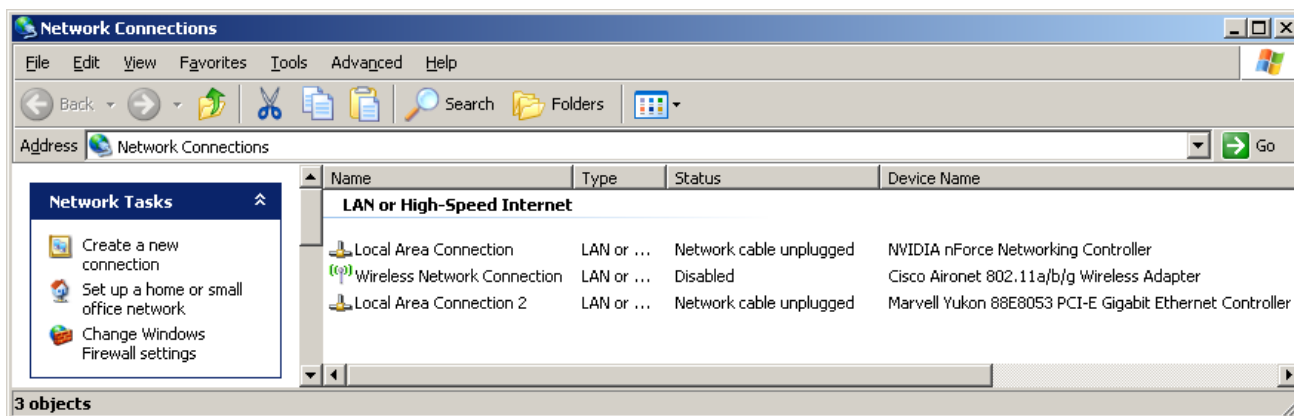 Network Connections
File Edit View Favorites Tools Advanced Help
Back Search Folders
Address Network Connections Go
Network Tasks
Create a new
connection
Set up a home or small
office network
Change Windows
Firewall settings
Name Type Status Device Name
LAN or High-Speed Internet
Local Area Connection LAN or ... Network cable unplugged NVIDIA nForce Networking Controller
Wireless Network Connection LAN or ... Disabled Cisco Aironet 802.11a/b/g Wireless Adapter
Local Area Connection 2 LAN or ... Network cable unplugged Marvell Yukon 88E8053 PCI-E Gigabit Ethernet Controller
3 objects